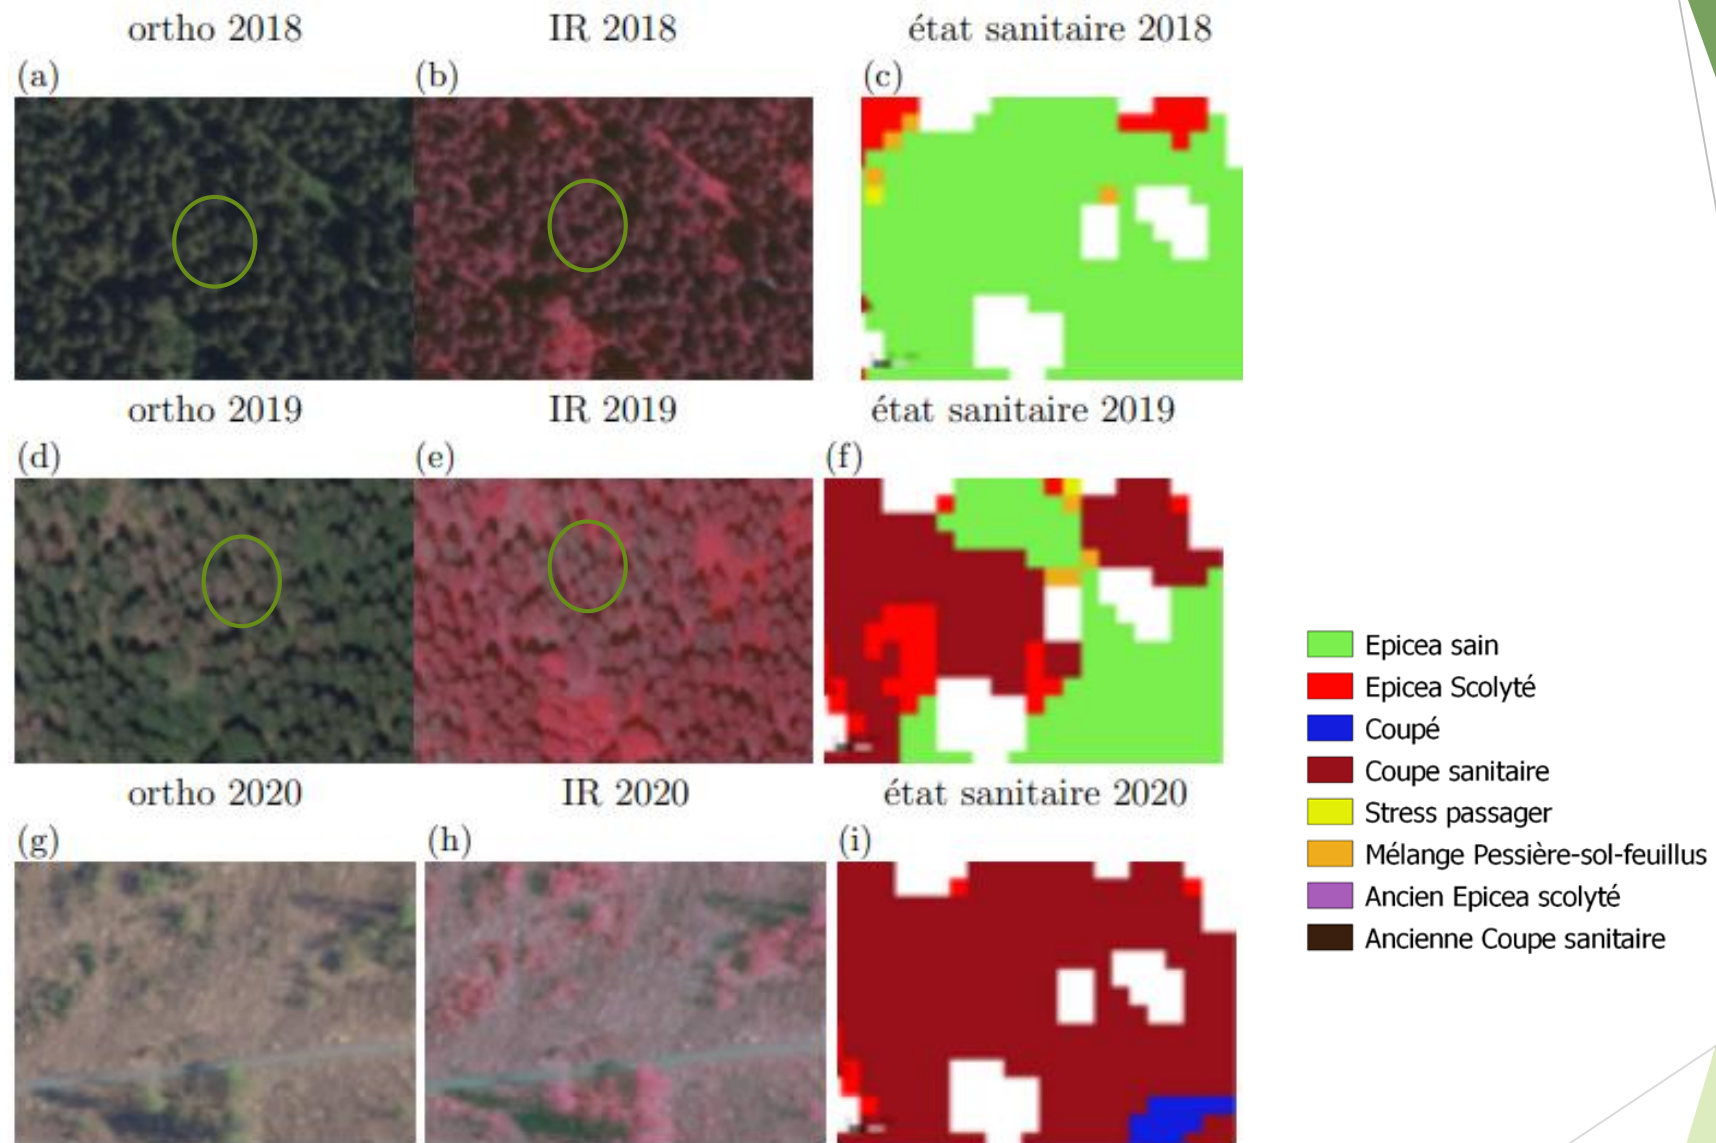 ortho 2018 IR 2018 état sanitaire 2018
(a) (b) (c)
ortho 2019 IR 2019 état sanitaire 2019
(d) (e) (f)
ortho 2020 IR 2020 état sanitaire 2020
(g) (h) (i)
Epicea sain
Epicea Scolyté
Coupé
Coupe sanitaire
Stress passager
Mélange Pessière-sol-feuillus
Ancien Epicea scolyté
Ancienne Coupe sanitaire